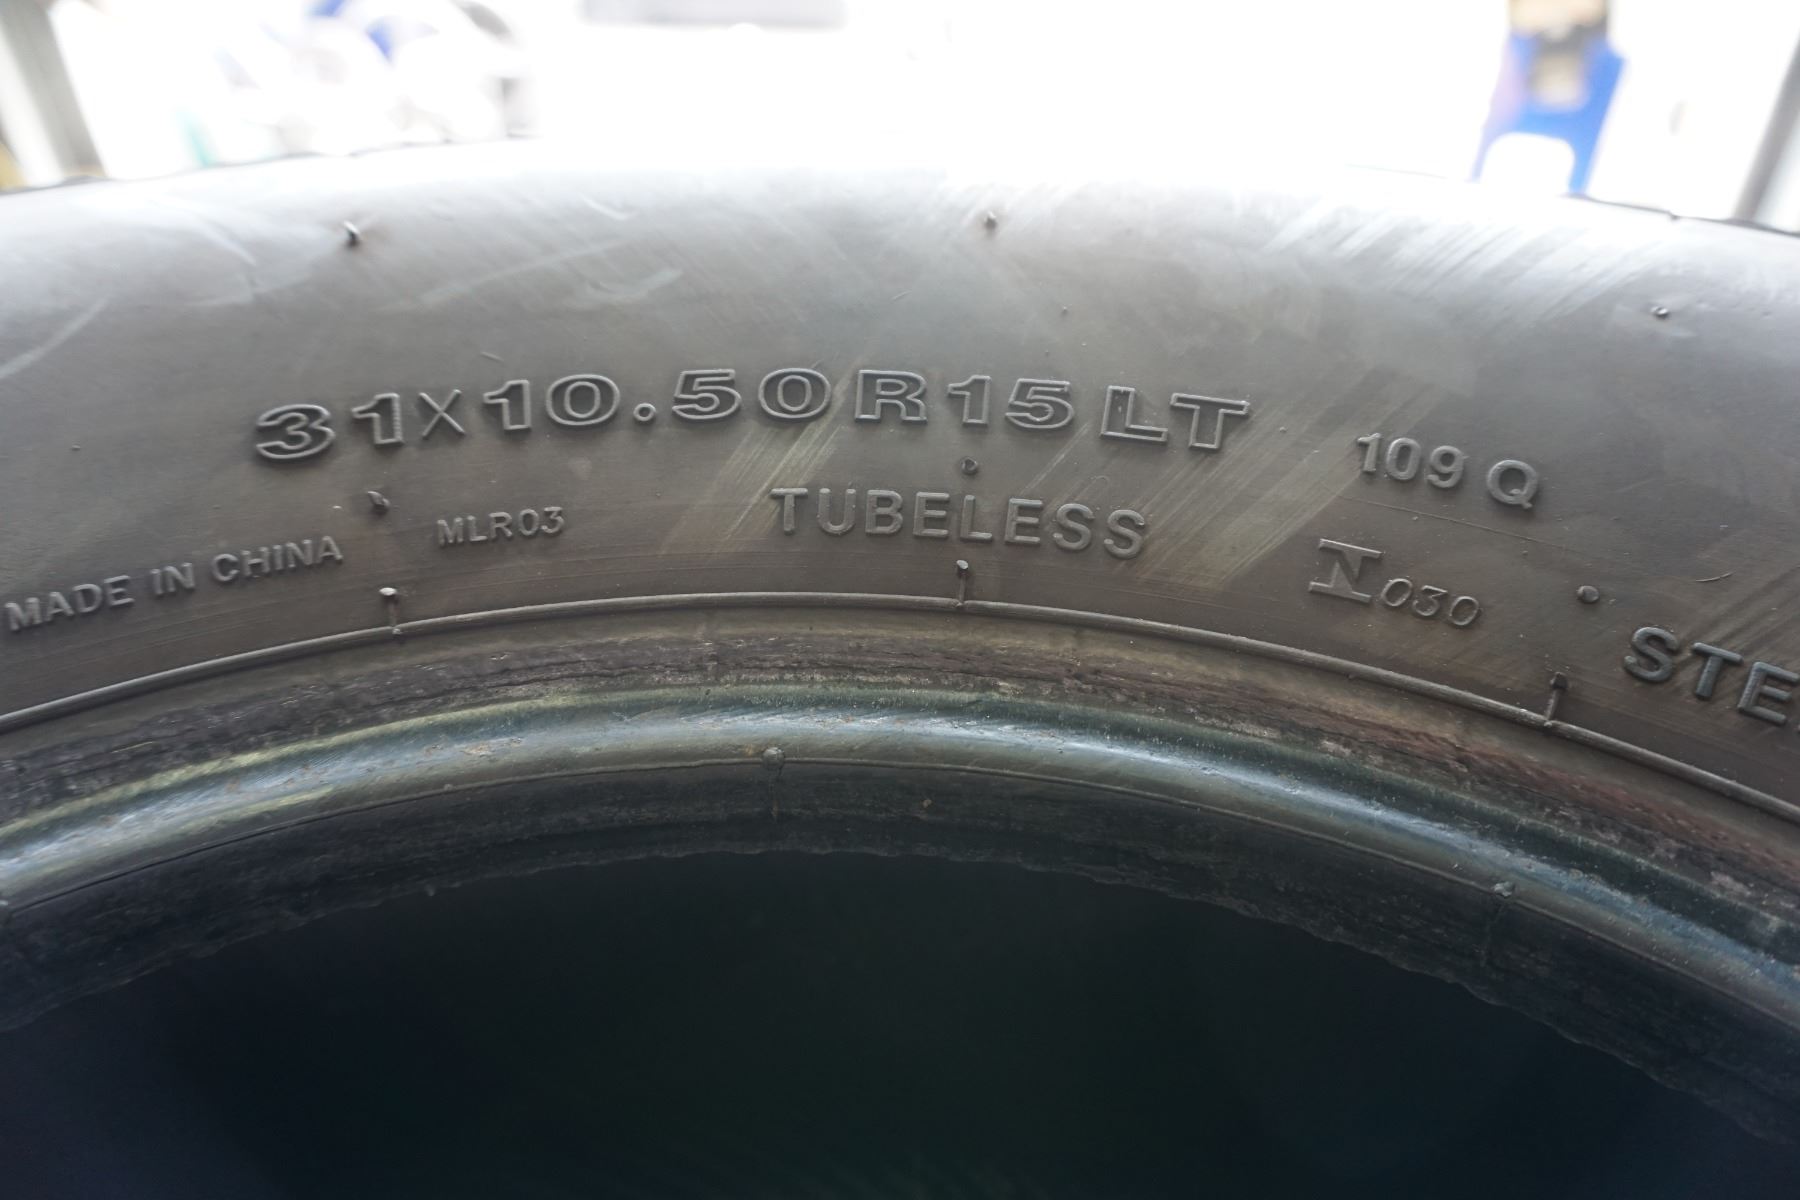 31X10.50R15LT 109 Q
MADE IN CHINA MLR03 TUBELESS
N030